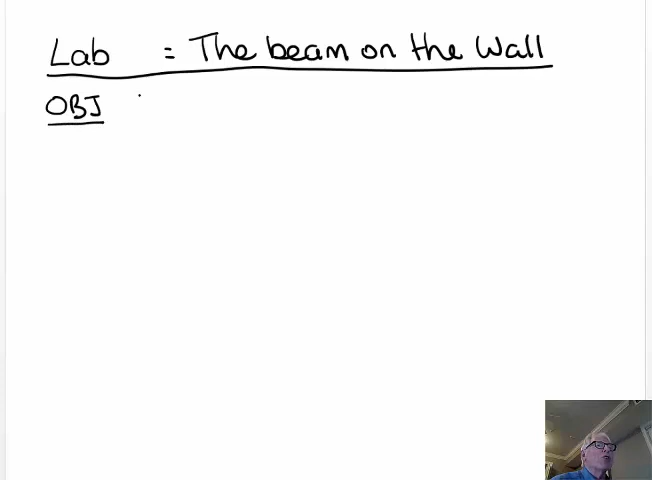 Lab = The beam on the Wall
OBJ